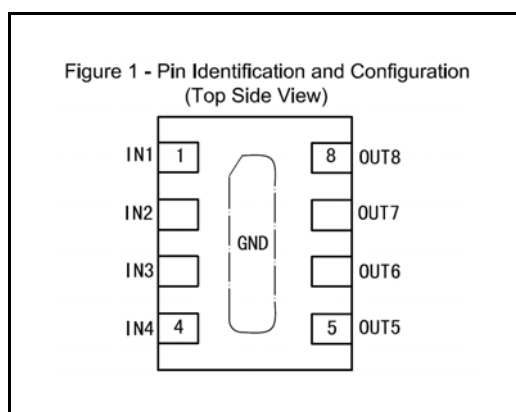 Figure 1 - Pin Identification and Configuration
(Top Side View)
IN1 1 8 OUT8
IN2 OUT7
GND
IN3 OUT6
IN4 4 5 OUT5